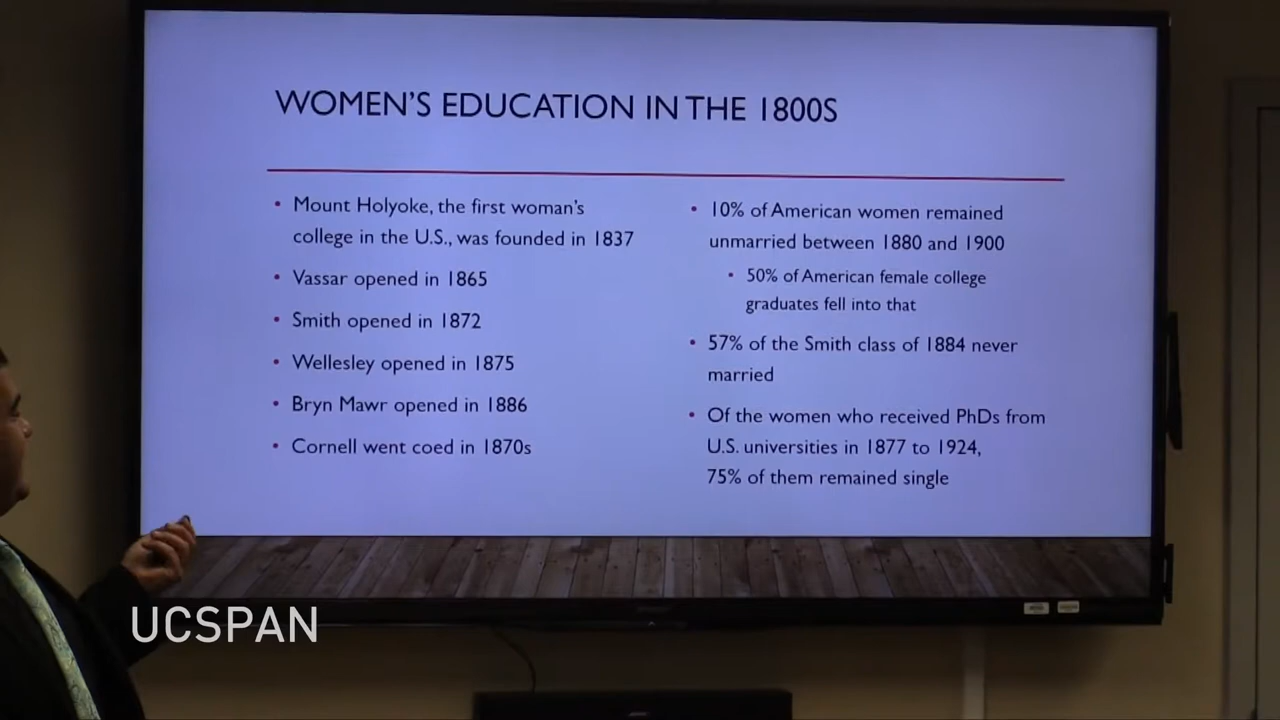 WOMEN'S EDUCATION IN THE 1800S
• Mount Holyoke, the first woman's
college in the U.S., was founded in 1837
• Vassar opened in 1865
• Smith opened in 1872
• Wellesley opened in 1875
• Bryn Mawr opened in 1886
• Cornell went coed in 1870s
• 10% of American women remained
unmarried between 1880 and 1900
• 50% of American female college
graduates fell into that
• 57% of the Smith class of 1884 never
married
• Of the women who received PhDs from
U.S. universities in 1877 to 1924,
75% of them remained single
UCSPAN